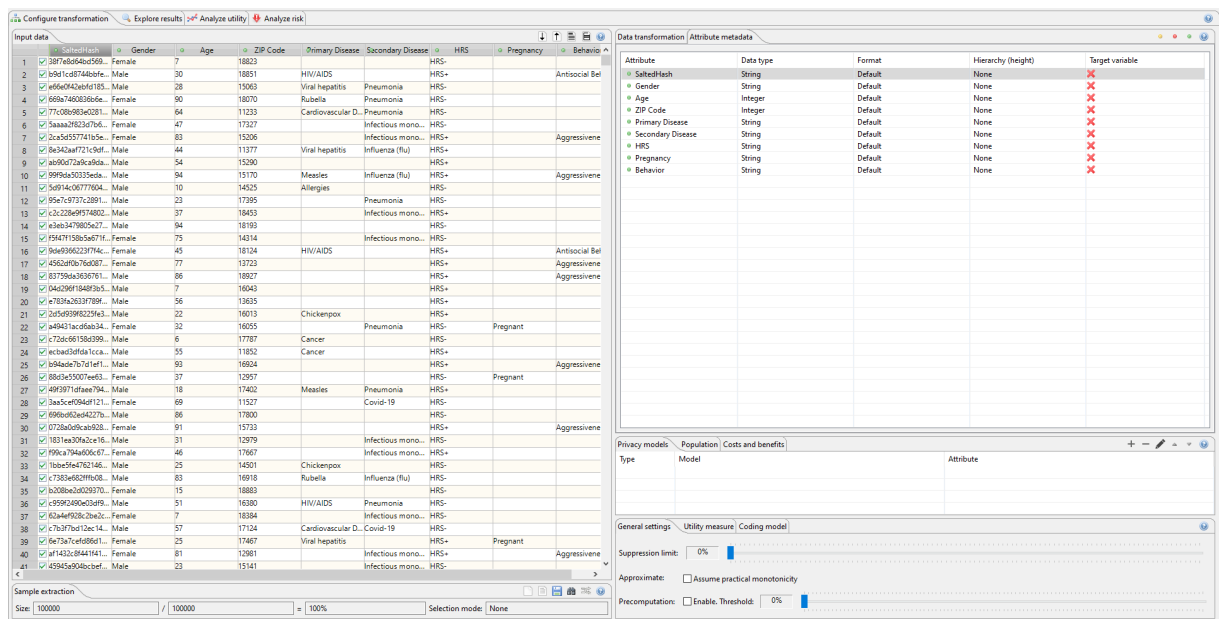 Configure transformation Explore results Analyze utility Analyze risk
Input data
SaltedHash Gender Age ZIP Code Primary Disease Secondary Disease HRS Pregnancy Behavio
1 38f7e8d64bd569... Female 7 18823 HRS-
2 b9d1cd8744bbfe... Male 30 18851 HIV/AIDS HRS+ Antisocial Bel
3 e66e0f42ebfd185... Male 28 15063 Viral hepatitis Pneumonia HRS-
4 669a7460836b6e... Female 90 18070 Rubella Pneumonia HRS-
5 77c08b983e0281... Male 64 11233 Cardiovascular D... Pneumonia HRS-
6 5aaaa2f823d7b6... Female 47 17327 Infectious mono... HRS-
7 2ca5d557741b5e... Female 83 15206 Infectious mono... HRS+ Aggressivene
8 8e342aaf721c9df... Male 44 11377 Viral hepatitis Influenza (flu) HRS+
9 ab90d72a9ca9da... Male 54 15290 HRS+
10 99f9da50335eda... Male 94 15170 Measles Influenza (flu) HRS+ Aggressivene
11 5d914c06777604... Male 10 14525 Allergies HRS-
12 95e7c9737c2891... Male 23 17395 Pneumonia HRS-
13 c2c228e9f574802... Male 37 18453 Infectious mono... HRS+
14 e3eb3479805e27... Male 94 18193 HRS-
15 f5f47f158b5a671f... Female 75 14314 Infectious mono... HRS-
16 9de9366223f7f4c... Female 45 18124 HIV/AIDS HRS+ Antisocial Bel
17 4562df0b76d087... Female 77 13723 HRS+ Aggressivene
18 83759da3636761... Male 86 18927 HRS+ Aggressivene
19 04d296f1848f3b5... Male 7 16043 HRS+
20 e783fa2633f789f... Male 56 13635 HRS+
21 2d5d939f8225fe3... Male 22 16013 Chickenpox HRS+
22 a49431acd6ab34... Female 32 16055 Pneumonia HRS- Pregnant
23 c72dc66158d399... Male 6 17787 Cancer HRS-
24 ecbad3dfda1cca... Male 55 11852 Cancer HRS+
25 b94ade7b7d1ef1... Male 93 16924 HRS+ Aggressivene
26 88d3e55007ee63... Female 37 12957 HRS- Pregnant
27 49f3971dfaee794... Male 18 17402 Measles Pneumonia HRS+
28 3aa5cef094df121... Female 69 11527 Covid-19 HRS-
29 696bd62ed4227b... Male 86 17800 HRS-
30 0728a0d9cab928... Female 91 15733 HRS+ Aggressivene
31 1831ea30fa2ce16... Male 31 12979 Infectious mono... HRS-
32 f99ca794a606c67... Female 46 17667 Infectious mono... HRS+
33 1bbe5fe4762146... Male 25 14501 Chickenpox HRS-
34 c7383e682fffb08... Male 83 16918 Rubella Influenza (flu) HRS-
35 b208be2d029370... Female 15 18883 HRS-
36 c959f2490e03df9... Male 51 16380 HIV/AIDS Pneumonia HRS-
37 62a4ef928c2be2c... Female 7 18384 Infectious mono... HRS-
38 c7b3f7bd12ec14... Male 57 17124 Cardiovascular D... Covid-19 HRS-
39 6e73a7cefd86d1... Female 25 17467 Viral hepatitis HRS+ Pregnant
40 af1432c8f441f41... Female 81 12981 Infectious mono... HRS+ Aggressivene
41 45945a904bcbef... Male 23 15141 Infectious mono... HRS-
Sample extraction
Size: 100000 / 100000 = 100% Selection mode: None
Data transformation Attribute metadata
Attribute Data type Format Hierarchy (height) Target variable
SaltedHash String Default None
Gender String Default None
Age Integer Default None
ZIP Code Integer Default None
Primary Disease String Default None
Secondary Disease String Default None
HRS String Default None
Pregnancy String Default None
Behavior String Default None
Privacy models Population Costs and benefits
Type Model Attribute
General settings Utility measure Coding model
Suppression limit: 0%
Approximate: Assume practical monotonicity
Precomputation: Enable. Threshold: 0%